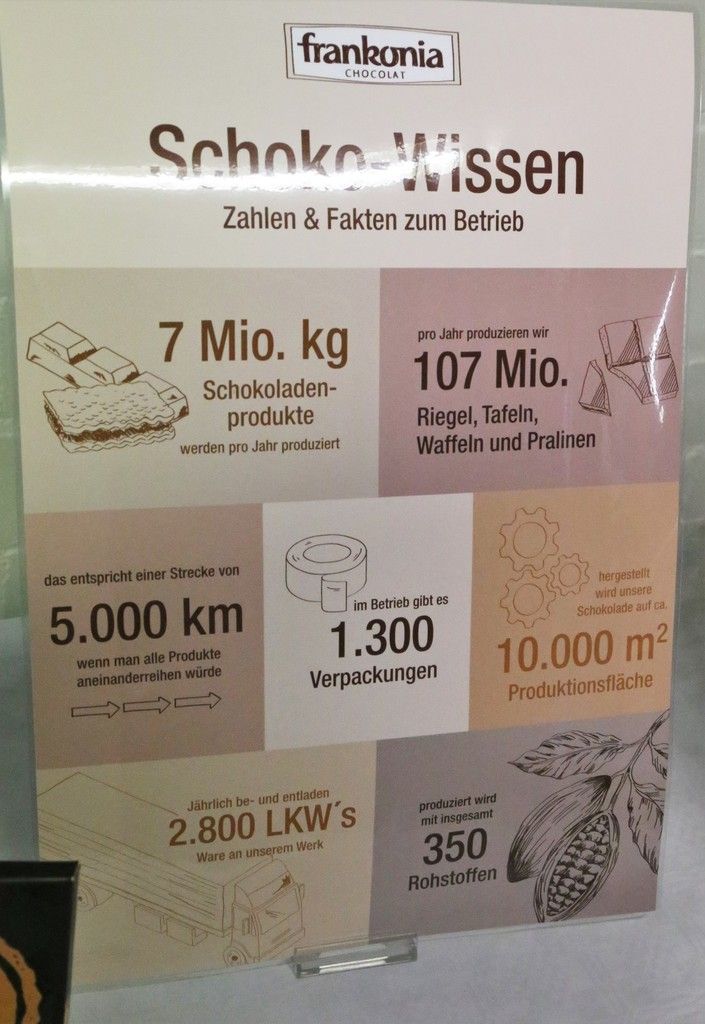 frankonia
CHOCOLAT
Schoko-Wissen
Zahlen & Fakten zum Betrieb
7 Mio. kg
Schokoladen-
produkte
werden pro Jahr produziert
pro Jahr produzieren wir
107 Mio.
Riegel, Tafeln,
Waffeln und Pralinen
das entspricht einer Strecke von
5.000 km
wenn man alle Produkte
aneinanderreihen würde
im Betrieb gibt es
1.300
Verpackungen
hergestellt
wird unsere
Schokolade auf ca.
10.000 m²
Produktionsfläche
Jährlich be- und entladen
2.800 LKW´s
Ware an unserem Werk
produziert wird
mit insgesamt
350
Rohstoffen